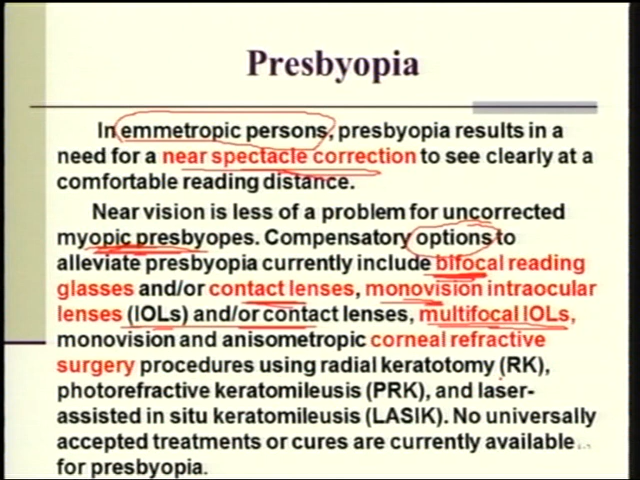 Presbyopia
In emmetropic persons, presbyopia results in a
need for a near spectacle correction to see clearly at a
comfortable reading distance.
Near vision is less of a problem for uncorrected
myopic presbyopes. Compensatory options to
alleviate presbyopia currently include bifocal reading
glasses and/or contact lenses, monovision intraocular
lenses (IOLs) and/or contact lenses, multifocal IOLs,
monovision and anisometropic corneal refractive
surgery procedures using radial keratotomy (RK),
photorefractive keratomileusis (PRK), and laser-
assisted in situ keratomileusis (LASIK). No universally
accepted treatments or cures are currently available
for presbyopia.